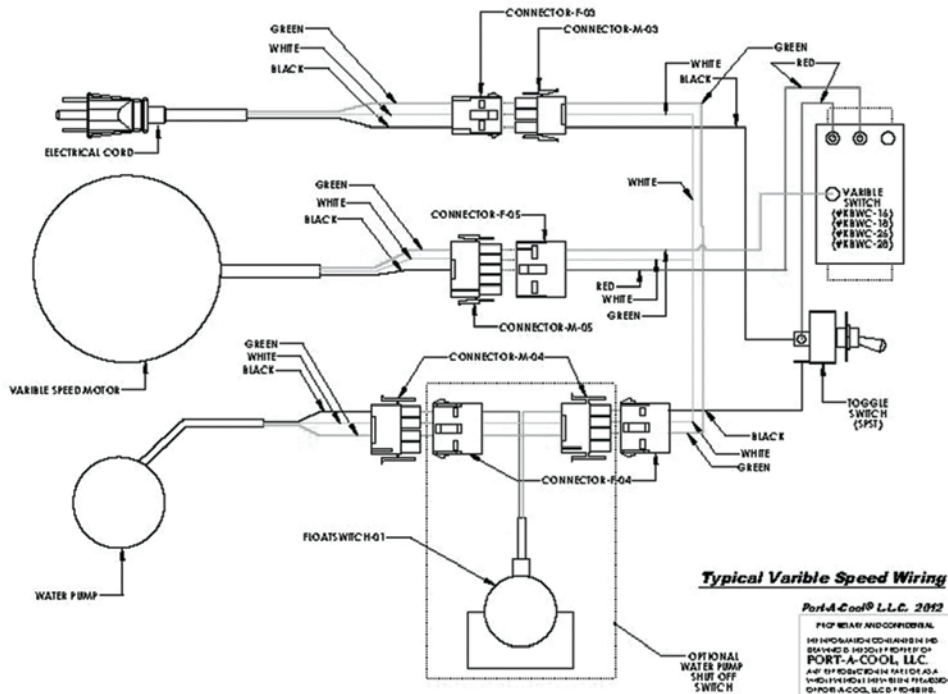 CONNECTOR-F-03
CONNECTOR-M-03
GREEN
WHITE
BLACK
GREEN
RED
WHITE
BLACK
ELECTRICAL CORD
VARIBLE
SWITCH
(#KBWC-16)
(#KBWC-18)
(#KBWC-26)
(#KBWC-28)
WHITE
GREEN
WHITE
BLACK
CONNECTOR-F-05
RED
WHITE
GREEN
CONNECTOR-M-05
VARIBLE SPEED MOTOR
GREEN
WHITE
BLACK
CONNECTOR-M-04
TOGGLE
SWITCH
(SPST)
BLACK
WHITE
GREEN
CONNECTOR-F-04
FLOATSWITCH-01
WATER PUMP
OPTIONAL
WATER PUMP
SHUT OFF
SWITCH
Typical Varible Speed Wiring
Port-A-Cool® L.L.C. 2012
PROPRIETARY AND CONFIDENTIAL
PORT-A-COOL, LLC.